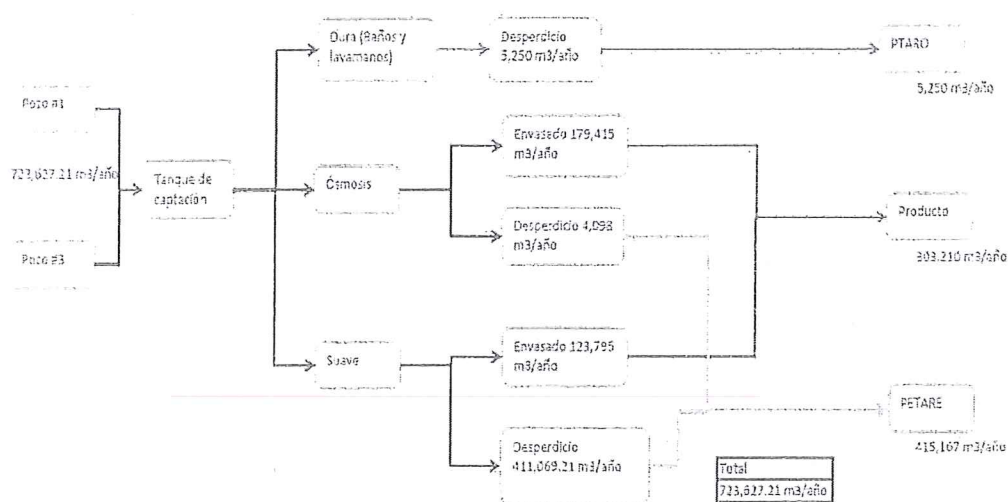 Pozo #1
723,627.21 m3/año
Pozo #3
Tanque de
captación
Dura (Baños y
lavamanos)
Desperdicio
5,250 m3/año
PTARO
5,250 m3/año
Ósmosis
Envasado 179,415
m3/año
Desperdicio 4,098
m3/año
Producto
303,210 m3/año
Suave
Envasado 123,795
m3/año
Desperdicio
411,069.21 m3/año
PETARE
415,167 m3/año
Total
723,627.21 m3/año